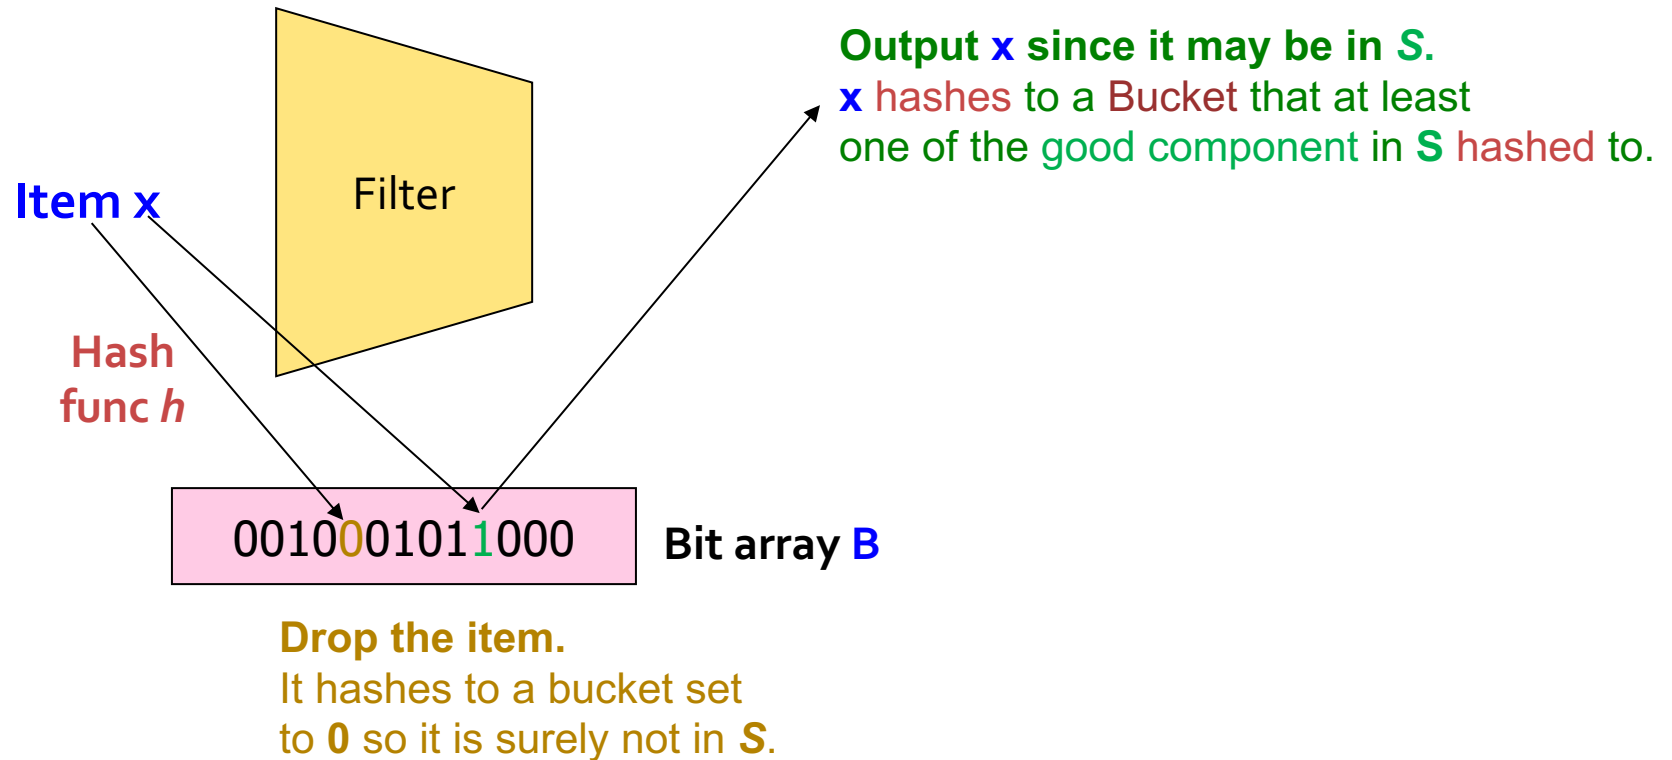 Output x since it may be in S.
x hashes to a Bucket that at least
one of the good component in S hashed to.
Filter
Item x
Hash
func h
0010001011000
Bit array B
Drop the item.
It hashes to a bucket set
to 0 so it is surely not in S.